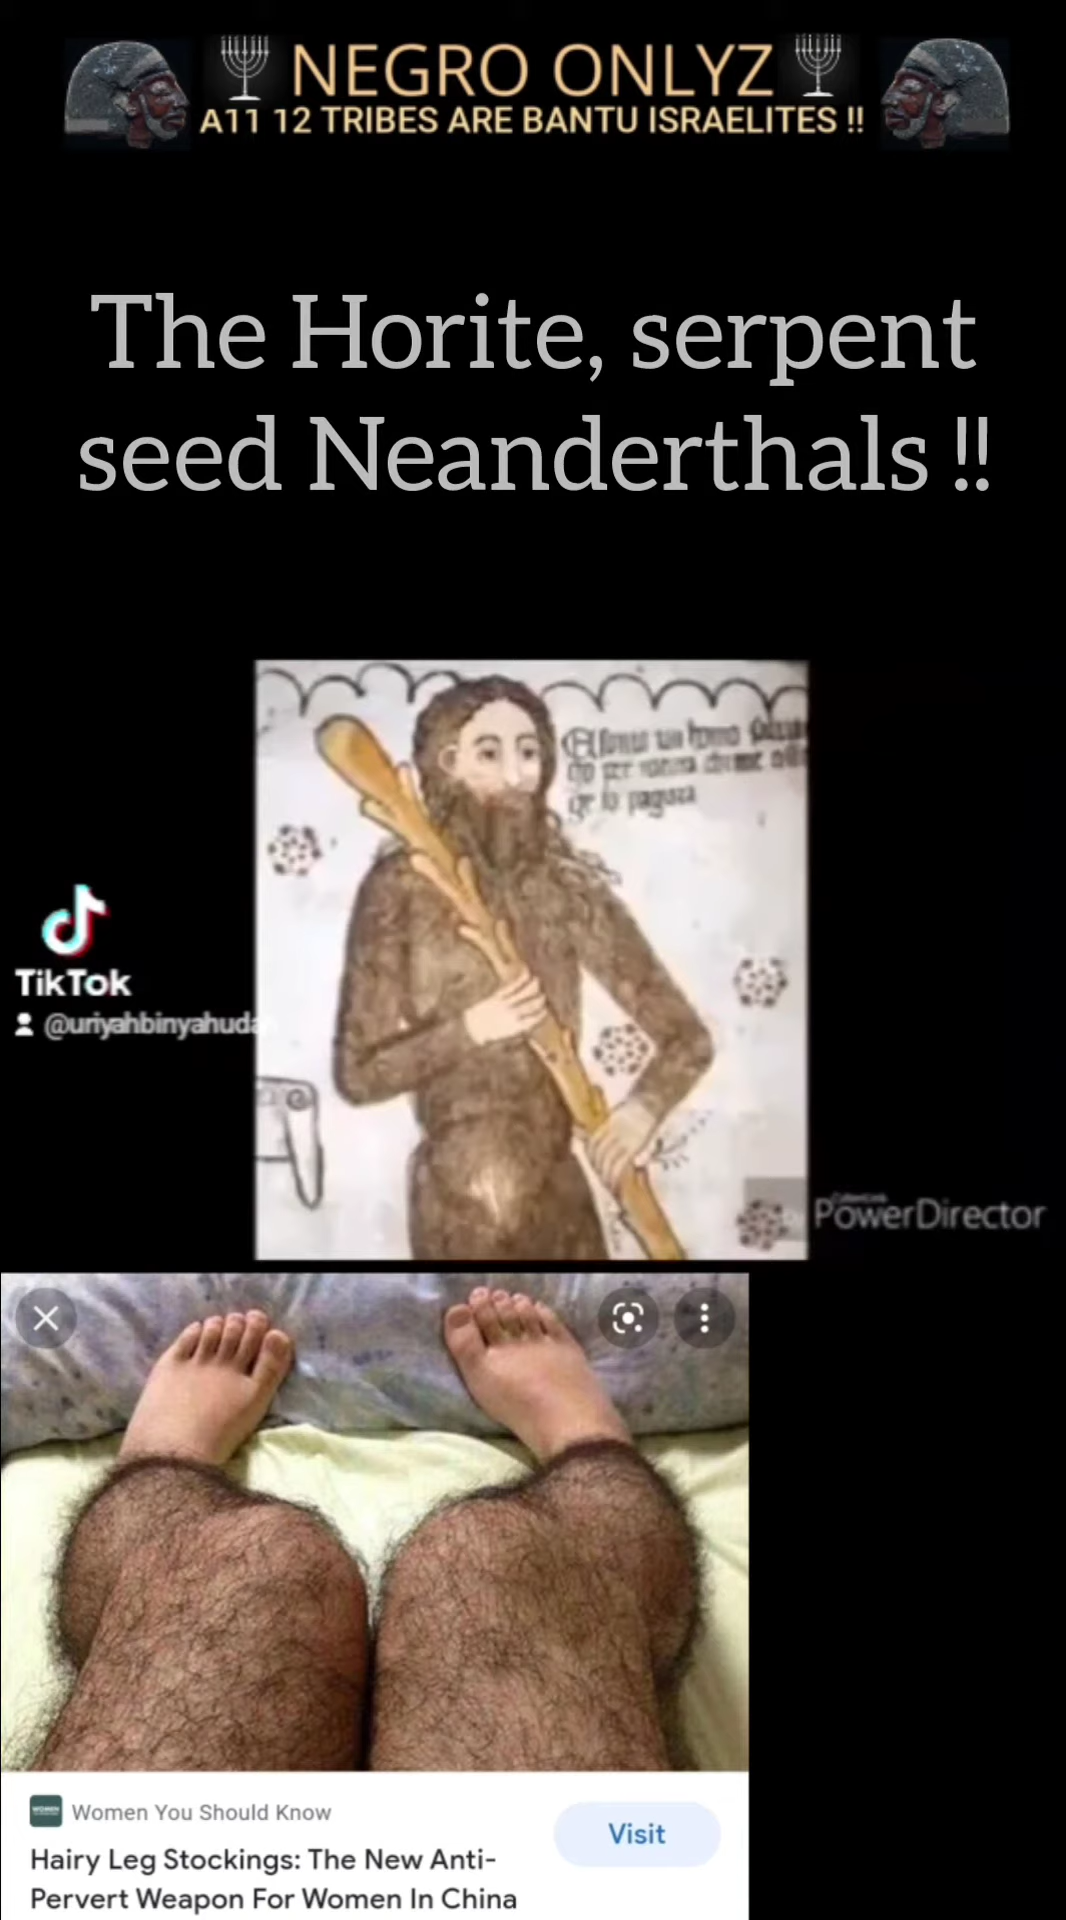 NEGRO ONLYZ
A11 12 TRIBES ARE BANTU ISRAELITES !!
The Horite, serpent
seed Neanderthals !!
TikTok
@uriyahbinyahudah
PowerDirector
Women You Should Know
Visit
Hairy Leg Stockings: The New Anti-
Pervert Weapon For Women In China